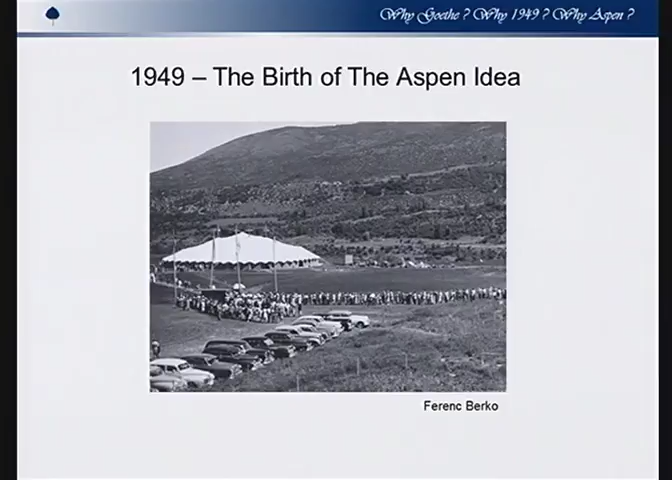 Why Goethe ? Why 1949 ? Why Aspen ?
1949 – The Birth of The Aspen Idea
Ferenc Berko